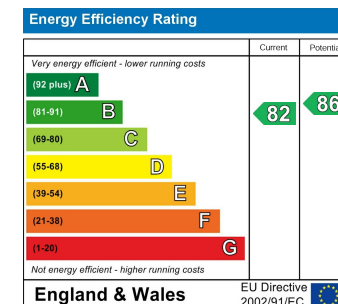 Energy Efficiency Rating
Current Potentia
Very energy efficient - lower running costs
(92 plus) A
(81-91) B
82 86
(69-80) C
(55-68) D
(39-54) E
(21-38) F
(1-20) G
Not energy efficient - higher running costs
England & Wales
EU Directive
2002/91/EC